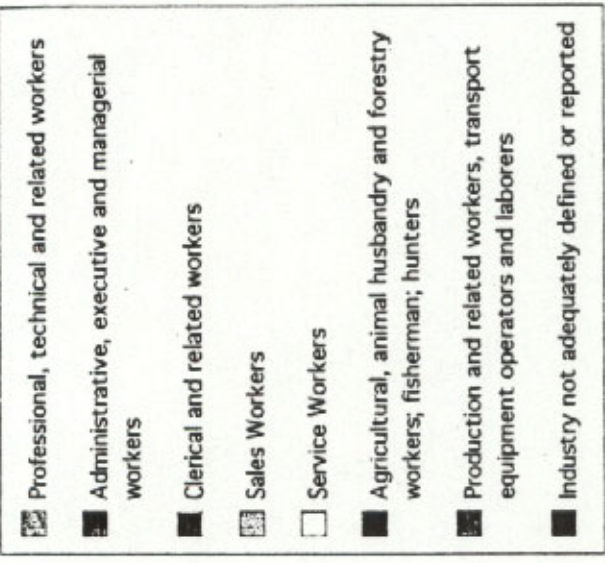 Professional, technical and related workers
Administrative, executive and managerial
workers
Clerical and related workers
Sales Workers
Service Workers
Agricultural, animal husbandry and forestry
workers; fisherman; hunters
Production and related workers, transport
equipment operators and laborers
Industry not adequately defined or reported